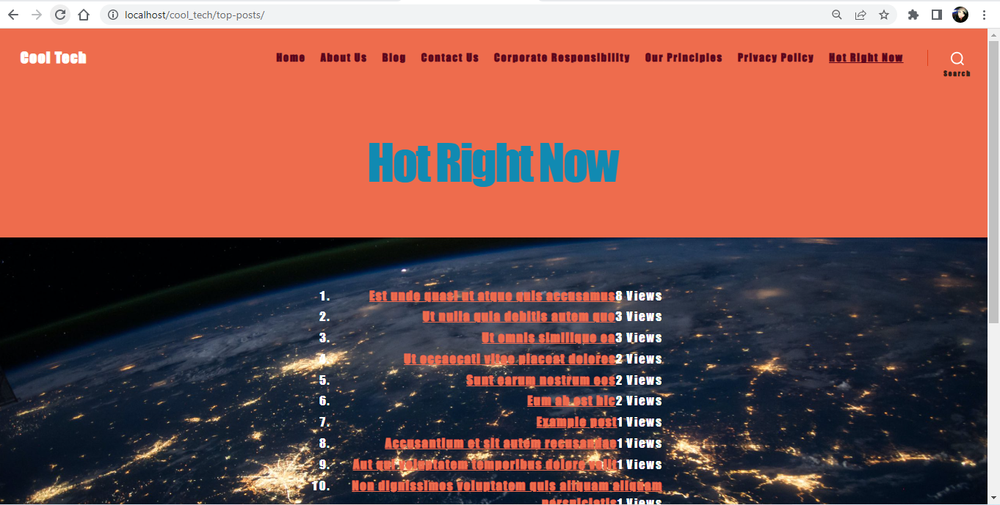 localhost/cool_tech/top-posts/
Cool Tech
Home About Us Blog Contact Us Corporate Responsibility Our Principles Privacy Policy Hot Right Now
Search
Hot Right Now
1. Est unde quasi ut atque quis accusamus8 Views
2. Ut nulla quia debitis autem quo3 Views
3. Ut omnis similique ea3 Views
4. Ut occaecati vitae placeat dolores2 Views
5. Sunt earum nostrum eos2 Views
6. Eum ab est hic2 Views
7. Example post1 Views
8. Accusantium et sit autem recusandae1 Views
9. Aut qui voluptatem temporibus dolore velit1 Views
10. Non dignissimos voluptatem quis aliquam aliquam
perspiciatis1 Views